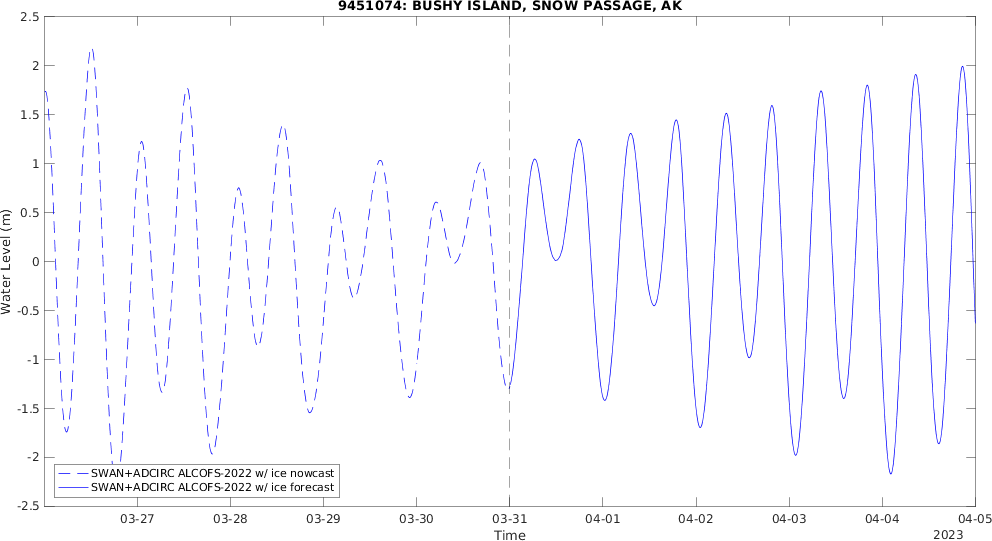 9451074: BUSHY ISLAND, SNOW PASSAGE, AK
2.5
2
1.5
1
0.5
0
-0.5
-1
-1.5
-2
-2.5
Water Level (m)
SWAN+ADCIRC ALCOFS-2022 w/ ice nowcast
SWAN+ADCIRC ALCOFS-2022 w/ ice forecast
03-27 03-28 03-29 03-30 03-31 04-01 04-02 04-03 04-04 04-05
Time
2023